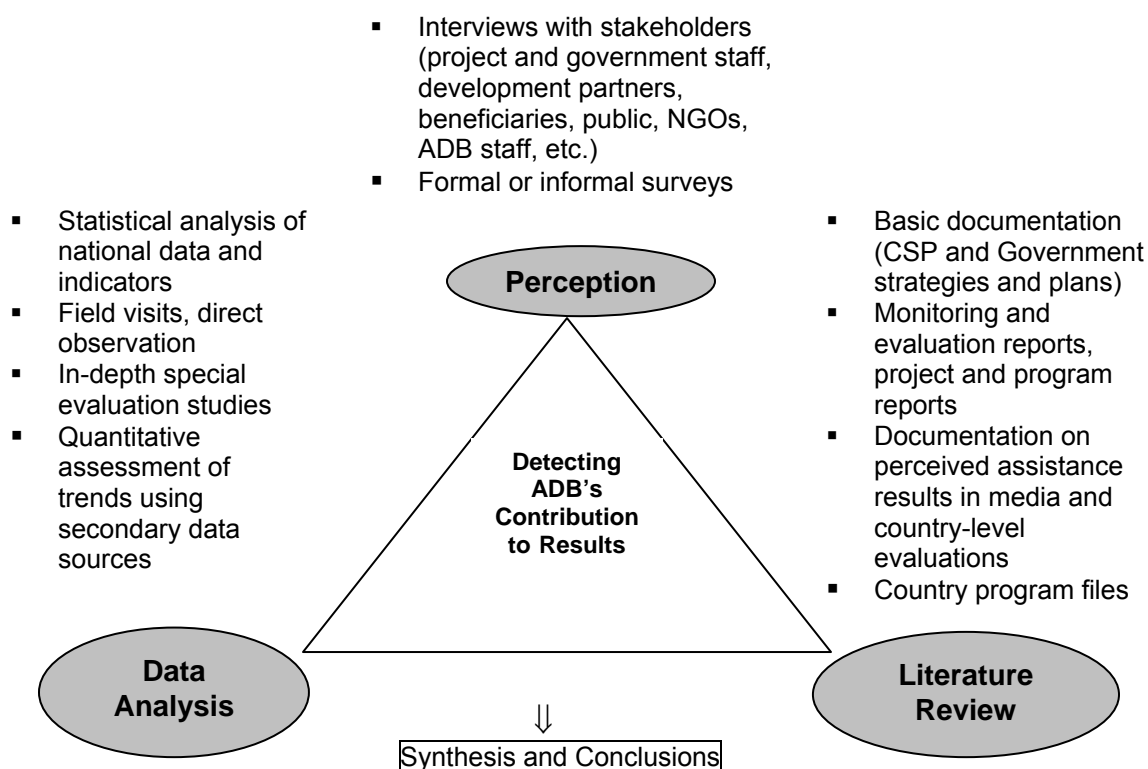 ▪ Interviews with stakeholders
(project and government staff,
development partners,
beneficiaries, public, NGOs,
ADB staff, etc.)
▪ Formal or informal surveys
▪ Statistical analysis of
national data and
indicators
▪ Field visits, direct
observation
▪ In-depth special
evaluation studies
▪ Quantitative
assessment of
trends using
secondary data
sources
Perception
▪ Basic documentation
(CSP and Government
strategies and plans)
▪ Monitoring and
evaluation reports,
project and program
reports
▪ Documentation on
perceived assistance
results in media and
country-level
evaluations
▪ Country program files
Detecting
ADB's
Contribution
to Results
Data
Analysis
Literature
Review
⇓
Synthesis and Conclusions